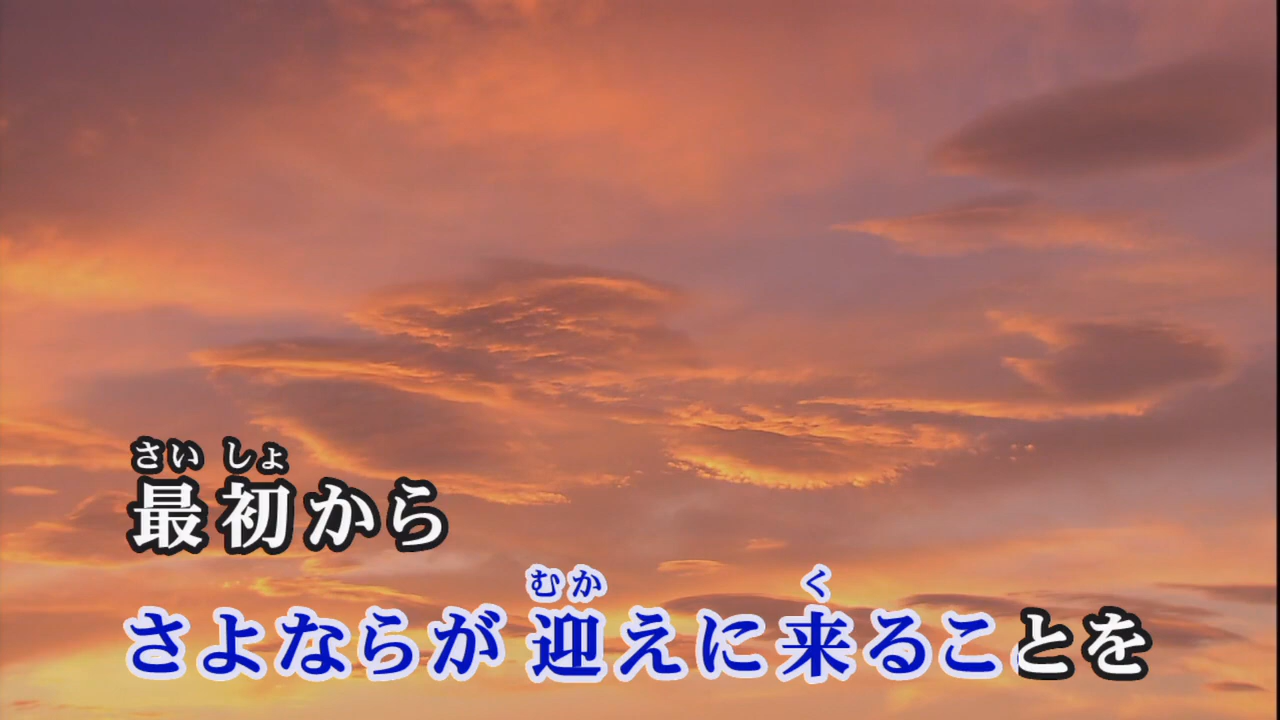 さい しょ
最初から
むか く
さよならが 迎えに来ることを